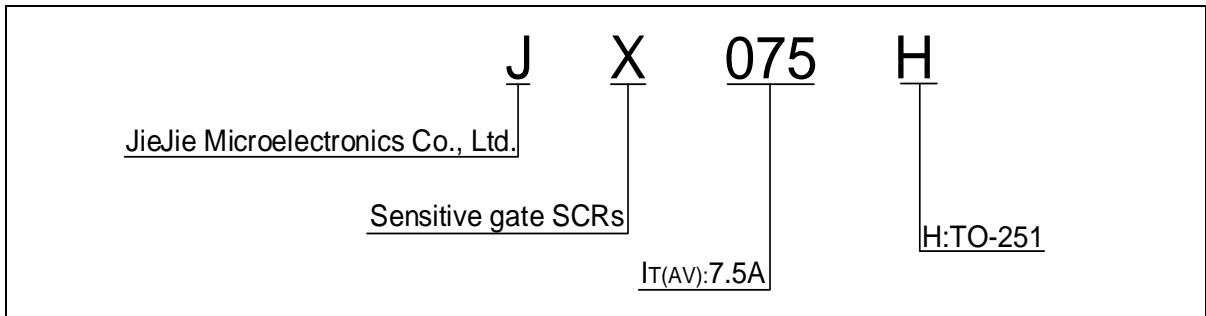 J X 075 H
JieJie Microelectronics Co., Ltd.
Sensitive gate SCRs
H:TO-251
IT(AV):7.5A